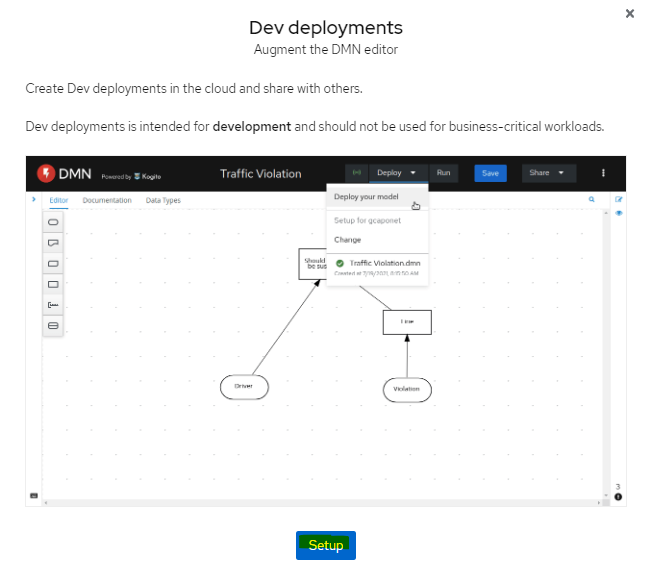 Dev deployments
Augment the DMN editor
Create Dev deployments in the cloud and share with others.
Dev deployments is intended for development and should not be used for business-critical workloads.
DMN Powered by Kogito Traffic Violation Deploy Run Save Share
Editor Documentation Data Types
Deploy your model
Setup for gcaponet
Change
Should
be sus
Traffic Violation.dmn
Created at 7/19/2021, 8:11:50 AM
Fine
Driver
Violation
3
Setup